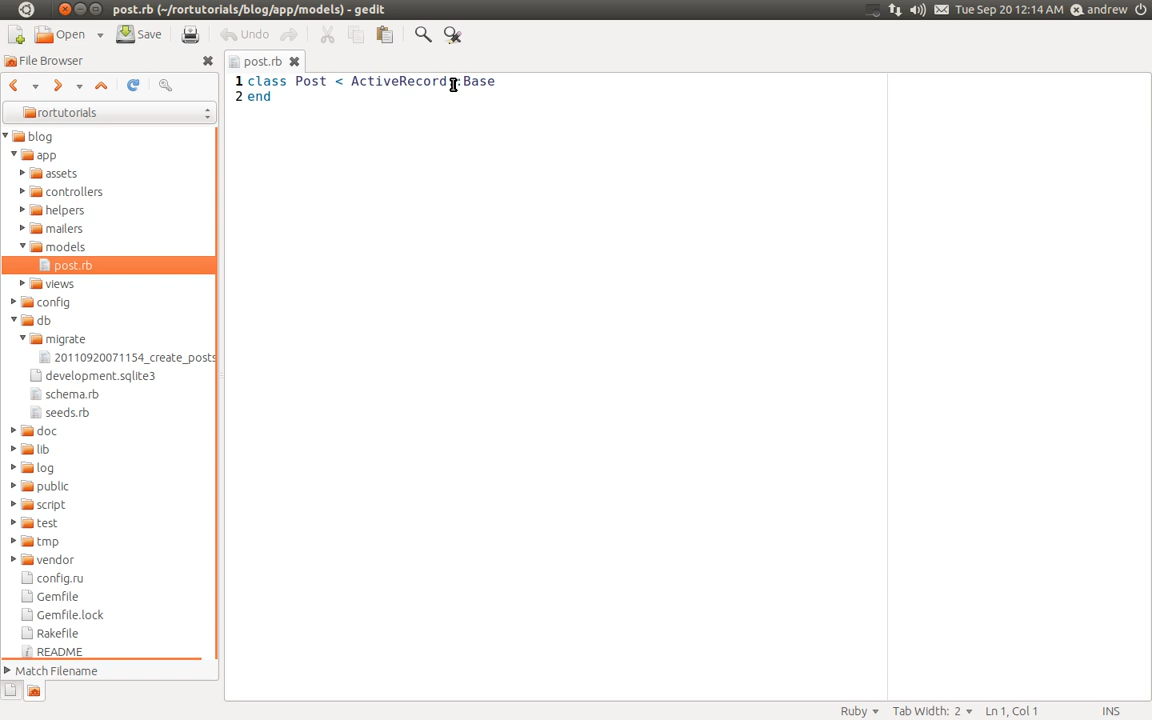 post.rb (~/rortutorials/blog/app/models) - gedit
Tue Sep 20 12:14 AM
andrew
Open
Save
Undo
File Browser
post.rb
rortutorials
blog
app
assets
controllers
helpers
mailers
models
post.rb
views
config
db
migrate
20110920071154_create_posts
development.sqlite3
schema.rb
seeds.rb
doc
lib
log
public
script
test
tmp
vendor
config.ru
Gemfile
Gemfile.lock
Rakefile
README
Match Filename
1 class Post < ActiveRecord::Base
2 end
Ruby
Tab Width: 2
Ln 1, Col 1
INS